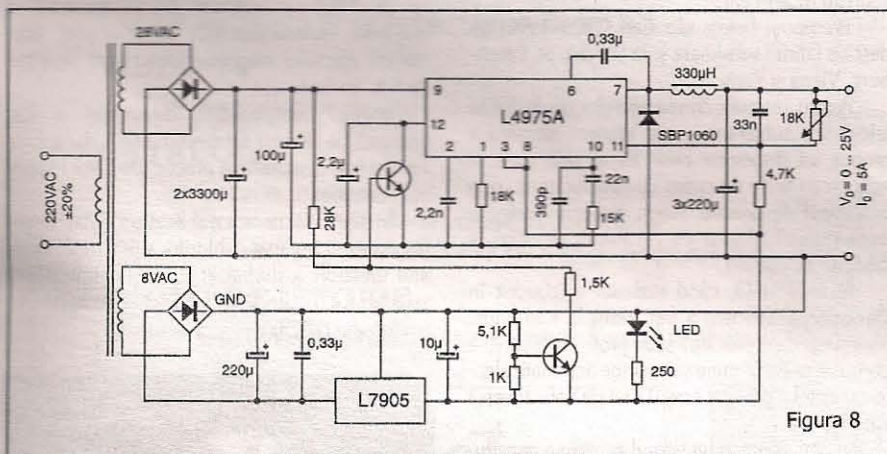 28VAC
0,33µ
330µH
9
6
7
L4975A
12
2
1
3
8
10
11
SBP1060
33n
18K
100µ
2,2µ
2x3300µ
28K
2,2n
18K
390p
22n
15K
3x220µ
4,7K
V₀= 0 ... 25V
I₀ = 5A
220VAC
±20%
8VAC
GND
1,5K
220µ
0,33µ
10µ
5,1K
1K
LED
250
L7905
Figura 8